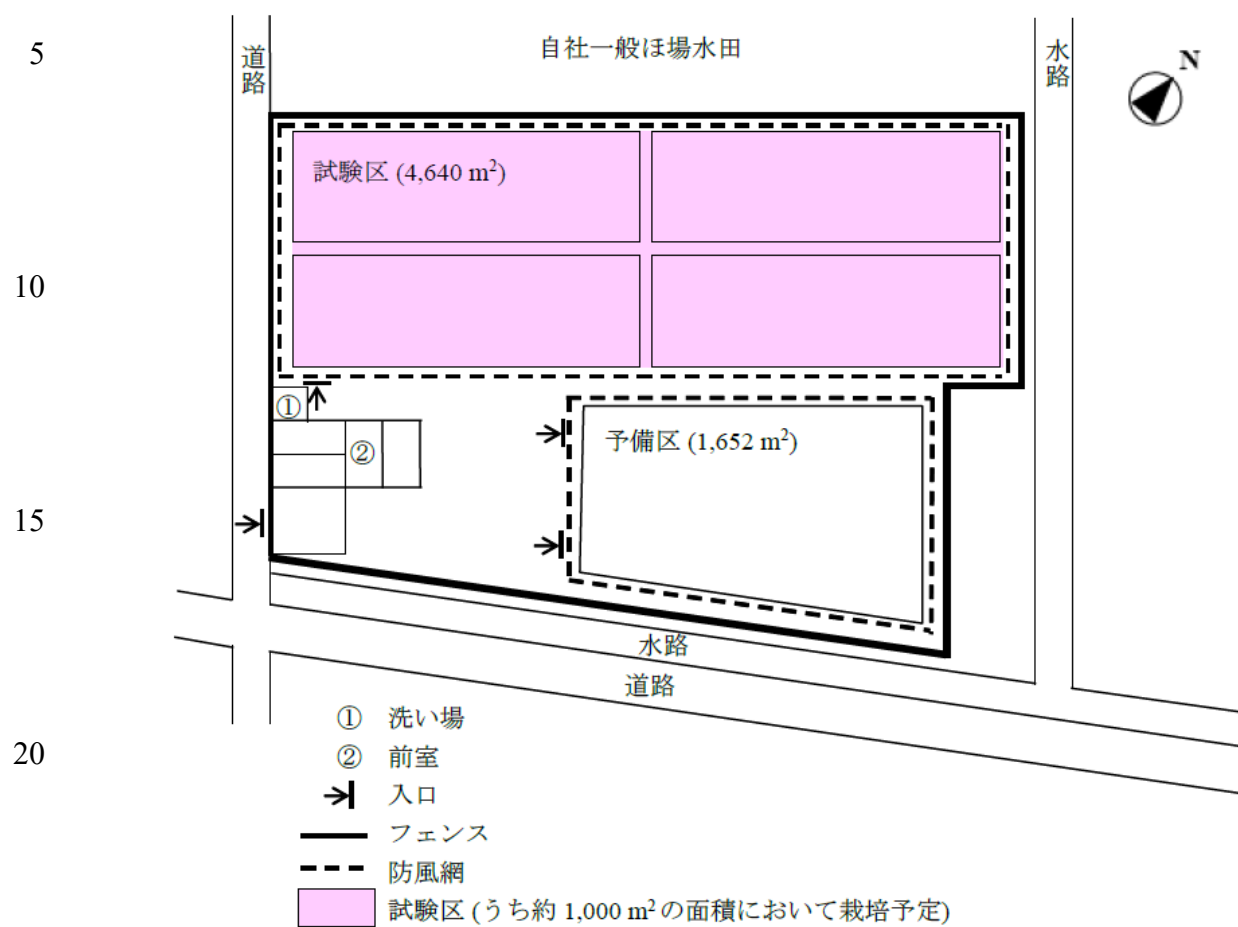 5
道路
自社一般ほ場水田
水路
N
試験区 (4,640 m²)
10
①
②
予備区 (1,652 m²)
15
水路
道路
① 洗い場
② 前室
20
入口
フェンス
防風網
試験区 (うち約 1,000 m² の面積において栽培予定)